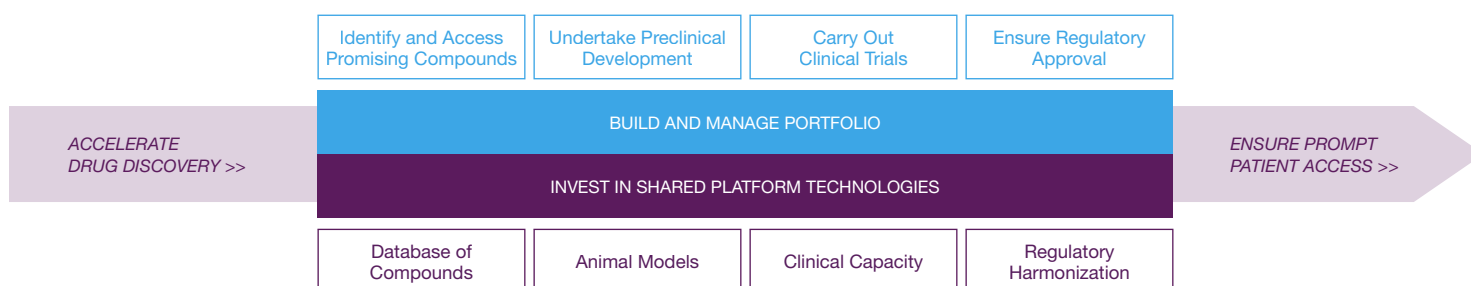 Identify and Access
Promising Compounds
Undertake Preclinical
Development
Carry Out
Clinical Trials
Ensure Regulatory
Approval
ACCELERATE
DRUG DISCOVERY >>
BUILD AND MANAGE PORTFOLIO
INVEST IN SHARED PLATFORM TECHNOLOGIES
ENSURE PROMPT
PATIENT ACCESS >>
Database of
Compounds
Animal Models
Clinical Capacity
Regulatory
Harmonization